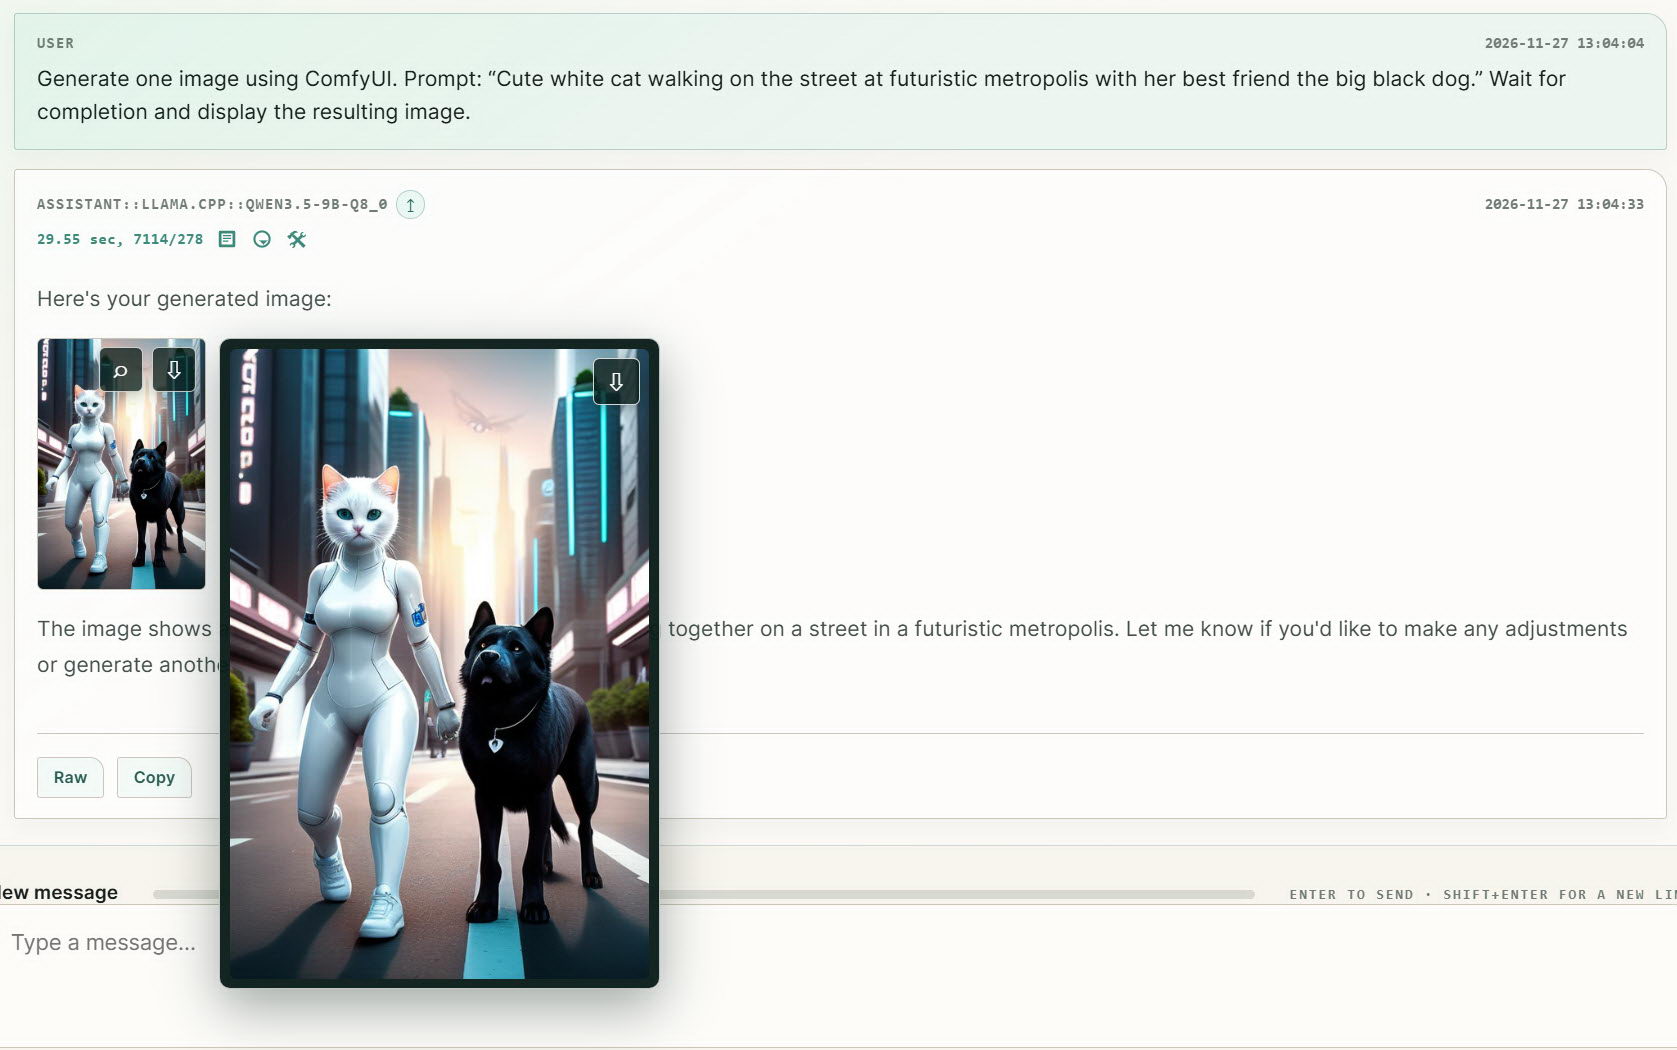 USER
2026-11-27 13:04:04
Generate one image using ComfyUI. Prompt: “Cute white cat walking on the street at futuristic metropolis with her best friend the big black dog.” Wait for
completion and display the resulting image.
ASSISTANT::LLAMA.CPP::QWEN3.5-9B-Q8_0
2026-11-27 13:04:33
29.55 sec, 7114/278
Here's your generated image:
The image shows
together on a street in a futuristic metropolis. Let me know if you'd like to make any adjustments
or generate
Raw
Copy
message
ENTER TO SEND · SHIFT+ENTER FOR A NEW
Type a message...